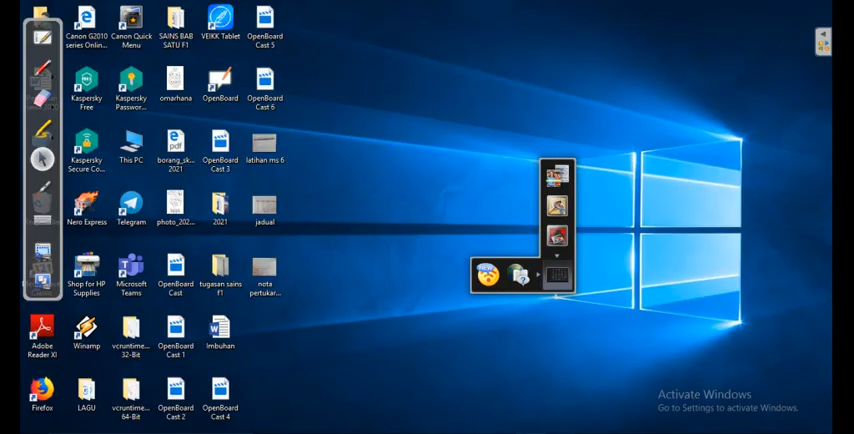 Canon G2010
series Onlin...
Canon Quick
Menu
SAINS BAB
SATU F1
VEIKK Tablet
OpenBoard
Cast 5
Kaspersky
Free
Kaspersky
Passwor...
omarhana
OpenBoard
OpenBoard
Cast 6
Kaspersky
Secure Co...
This PC
borang_sk...
2021
OpenBoard
Cast 3
latihan ms 6
Nero Express
Telegram
photo_202...
2021
jadual
Shop for HP
Supplies
Microsoft
Teams
OpenBoard
Cast
tugasan sains
f1
nota
pertukar...
NEW
Adobe
Reader XI
Winamp
vcruntime...
32-Bit
OpenBoard
Cast 1
Imbuhan
Firefox
LAGU
vcruntime...
64-Bit
OpenBoard
Cast 2
OpenBoard
Cast 4
Activate Windows
Go to Settings to activate Windows.